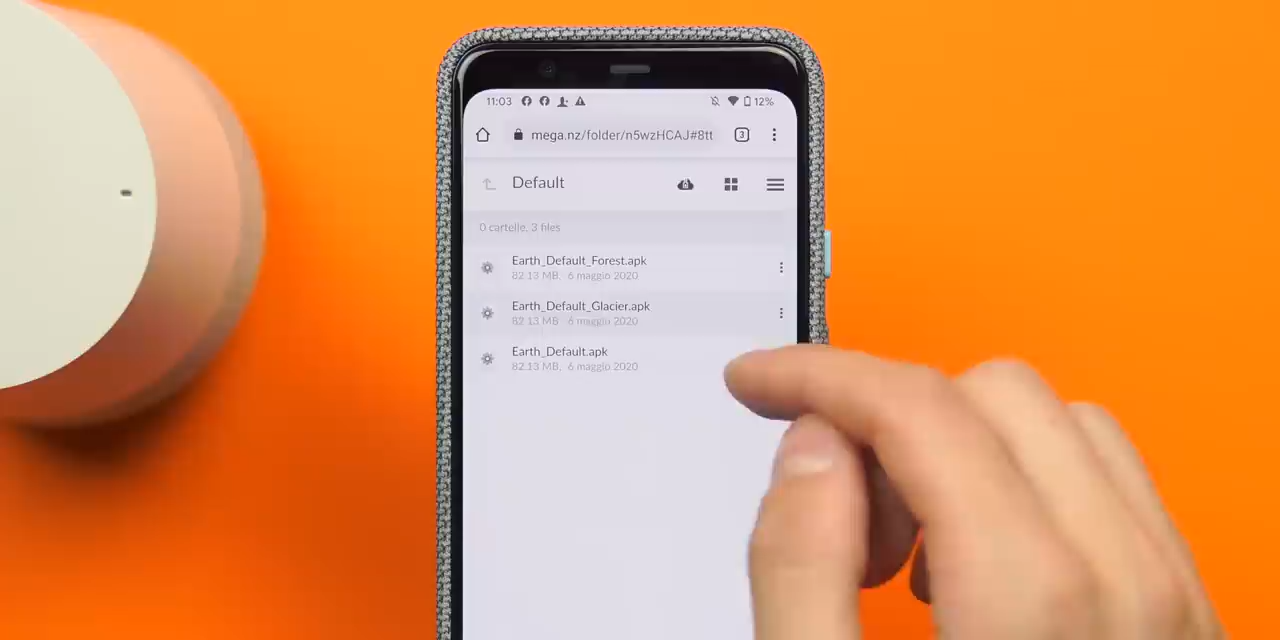 11:03
12%
mega.nz/folder/n5wzHCAJ#8tt
3
Default
0 cartelle, 3 files
Earth_Default_Forest.apk
82.13 MB, 6 maggio 2020
Earth_Default_Glacier.apk
82.13 MB, 6 maggio 2020
Earth_Default.apk
82.13 MB, 6 maggio 2020